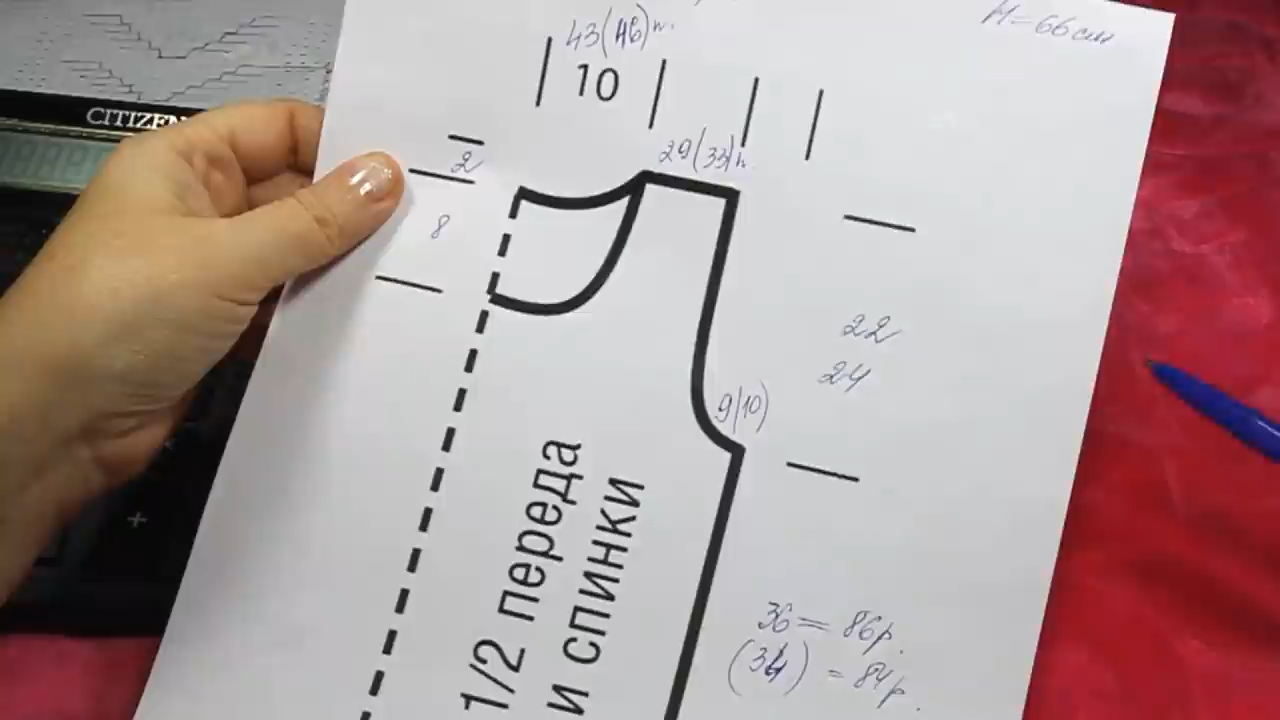 H=66см
43(46)п.
10
CITIZEN
2
29(33)п.
8
22
24
9(10)
1/2 переда
и спинки
36 = 86р.
(34) = 84р.